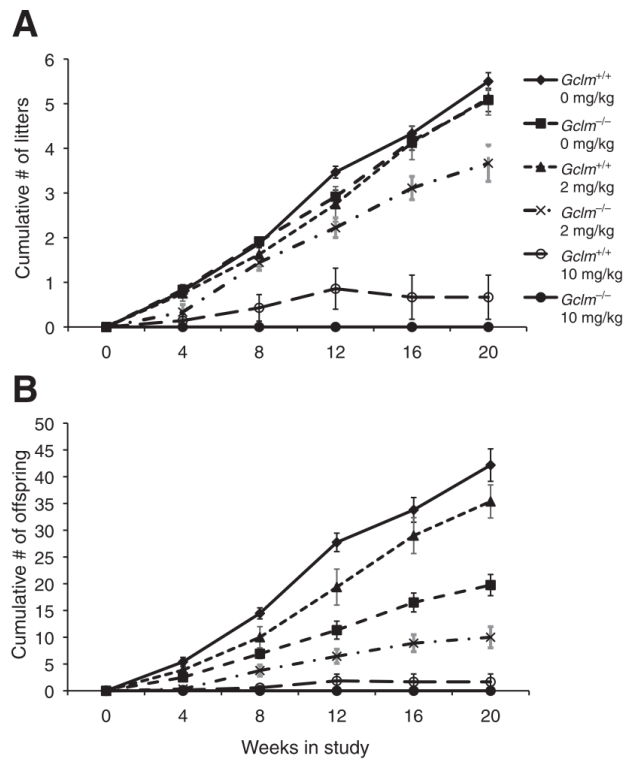 A
Cumulative # of litters
6
5
4
3
2
1
0
0 4 8 12 16 20
Gclm+/+
0 mg/kg
Gclm−/−
0 mg/kg
Gclm+/+
2 mg/kg
Gclm−/−
2 mg/kg
Gclm+/+
10 mg/kg
Gclm−/−
10 mg/kg
B
Cumulative # of offspring
50
45
40
35
30
25
20
15
10
5
0
0 4 8 12 16 20
Weeks in study